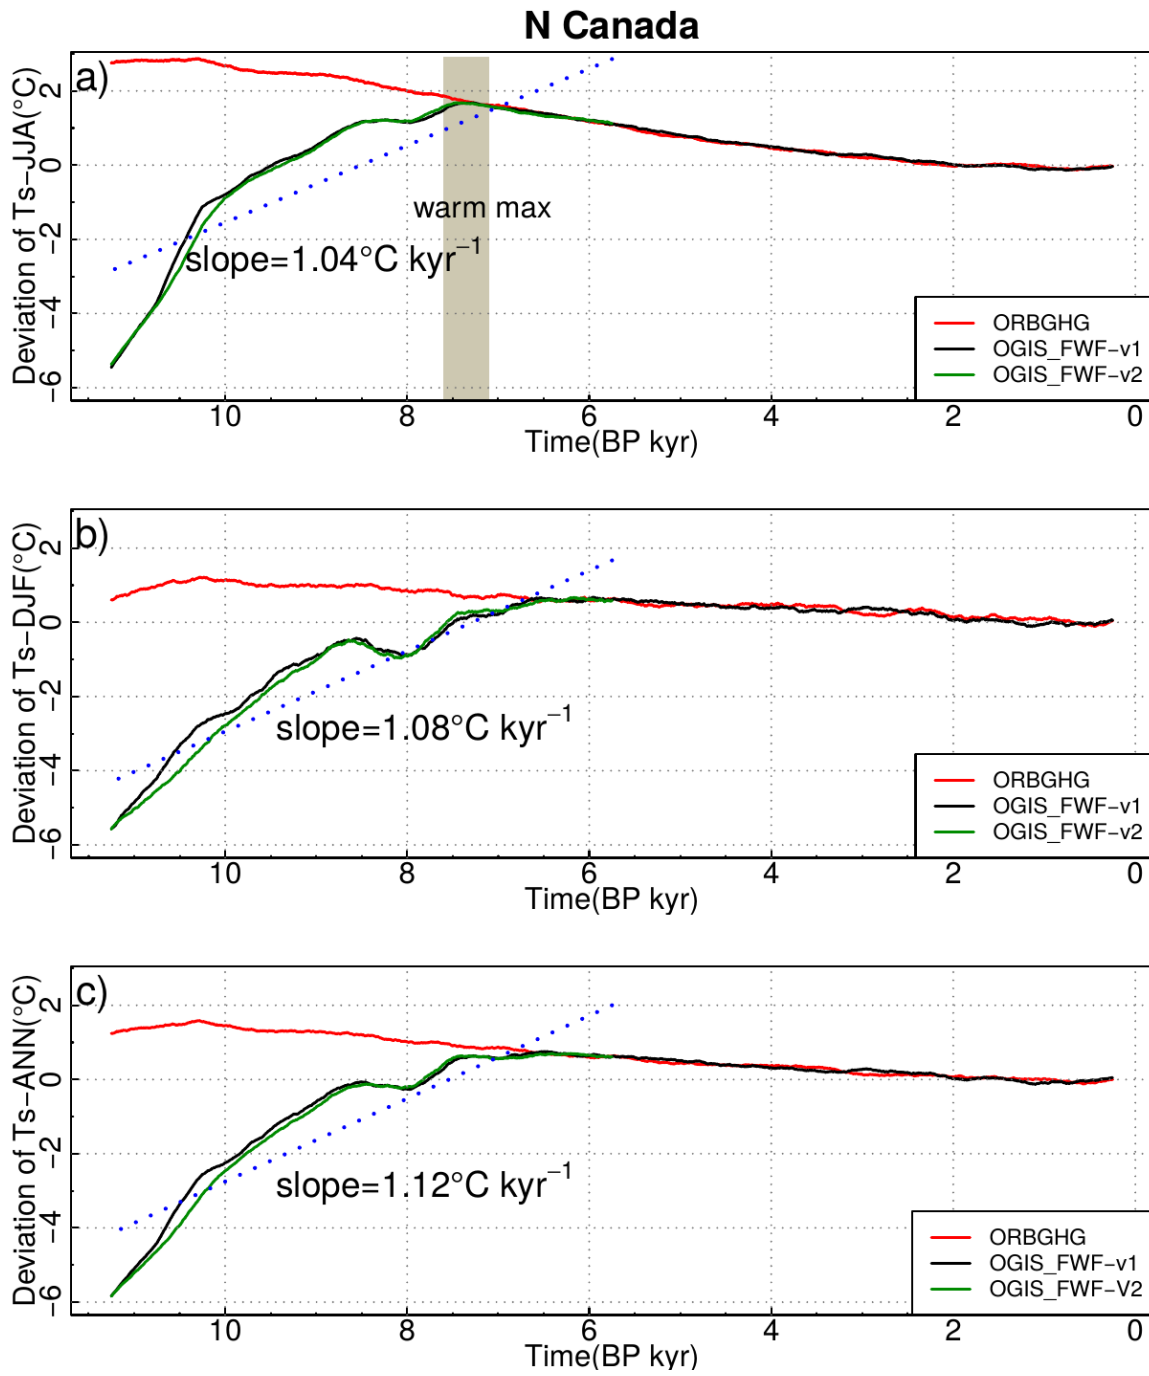 N Canada
a)
Deviation of Ts−JJA(°C)
2
0
−2
−4
−6
warm max
slope=1.04°C kyr−1
ORBGHG
OGIS_FWF−v1
OGIS_FWF−v2
10 8 6 4 2 0
Time(BP kyr)
b)
Deviation of Ts−DJF(°C)
2
0
−2
−4
−6
slope=1.08°C kyr−1
ORBGHG
OGIS_FWF−v1
OGIS_FWF−v2
10 8 6 4 2 0
Time(BP kyr)
c)
Deviation of Ts−ANN(°C)
2
0
−2
−4
−6
slope=1.12°C kyr−1
ORBGHG
OGIS_FWF−v1
OGIS_FWF−V2
10 8 6 4 2 0
Time(BP kyr)